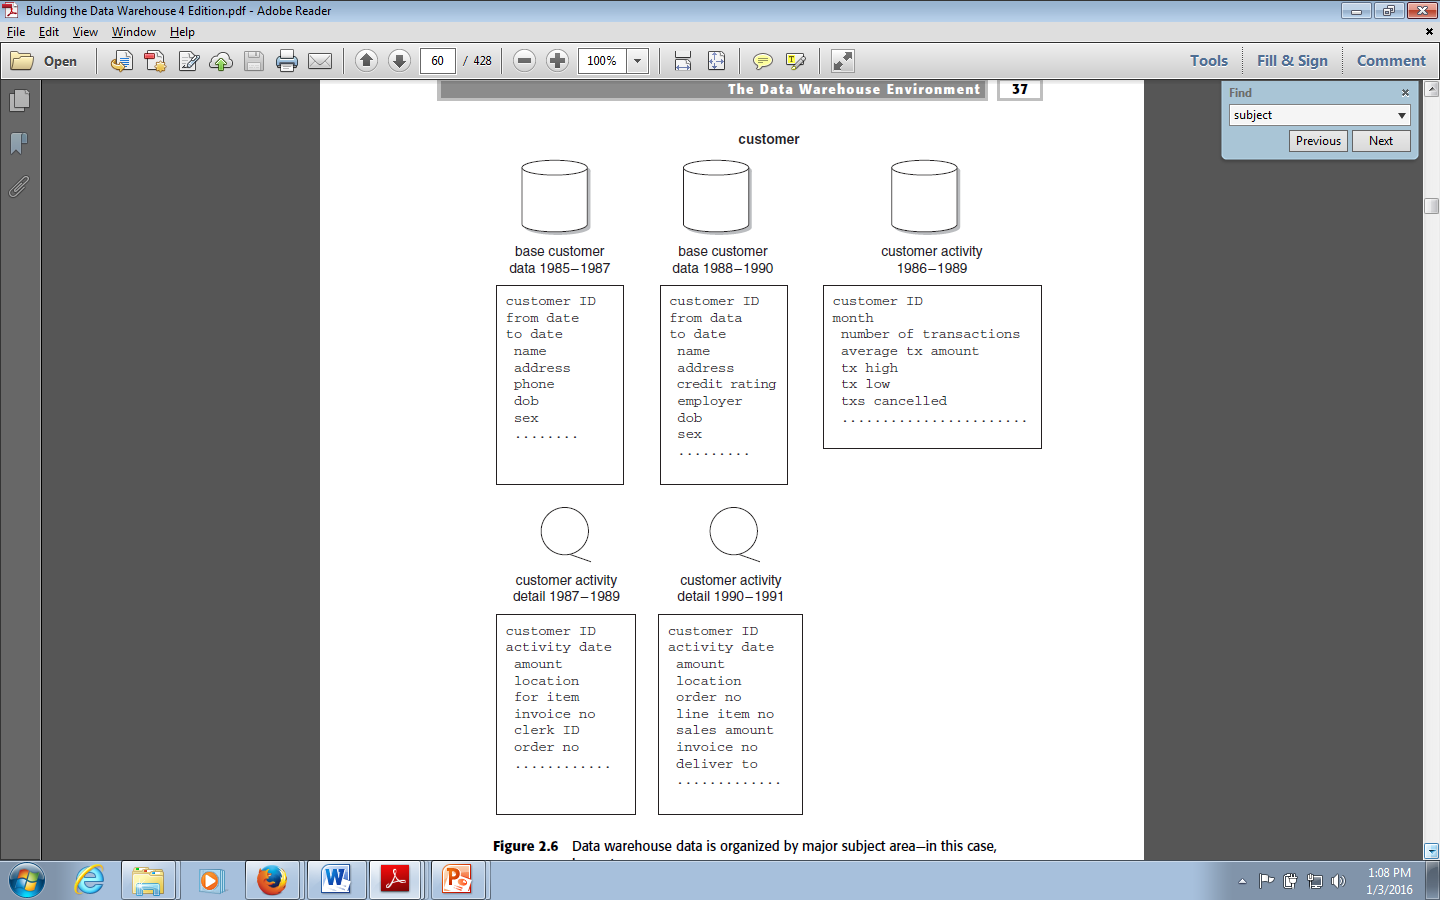 Bulding the Data Warehouse 4 Edition.pdf - Adobe Reader
File Edit View Window Help
Open
60 / 428
100%
Tools Fill & Sign Comment
The Data Warehouse Environment 37
Find
subject
Previous Next
customer
base customer
data 1985–1987
customer ID
from date
to date
name
address
phone
dob
sex
........
base customer
data 1988–1990
customer ID
from data
to date
name
address
credit rating
employer
dob
sex
.........
customer activity
1986–1989
customer ID
month
number of transactions
average tx amount
tx high
tx low
txs cancelled
.......................
customer activity
detail 1987–1989
customer ID
activity date
amount
location
for item
invoice no
clerk ID
order no
............
customer activity
detail 1990–1991
customer ID
activity date
amount
location
order no
line item no
sales amount
invoice no
deliver to
.............
Figure 2.6 Data warehouse data is organized by major subject area—in this case,
1:08 PM
1/3/2016